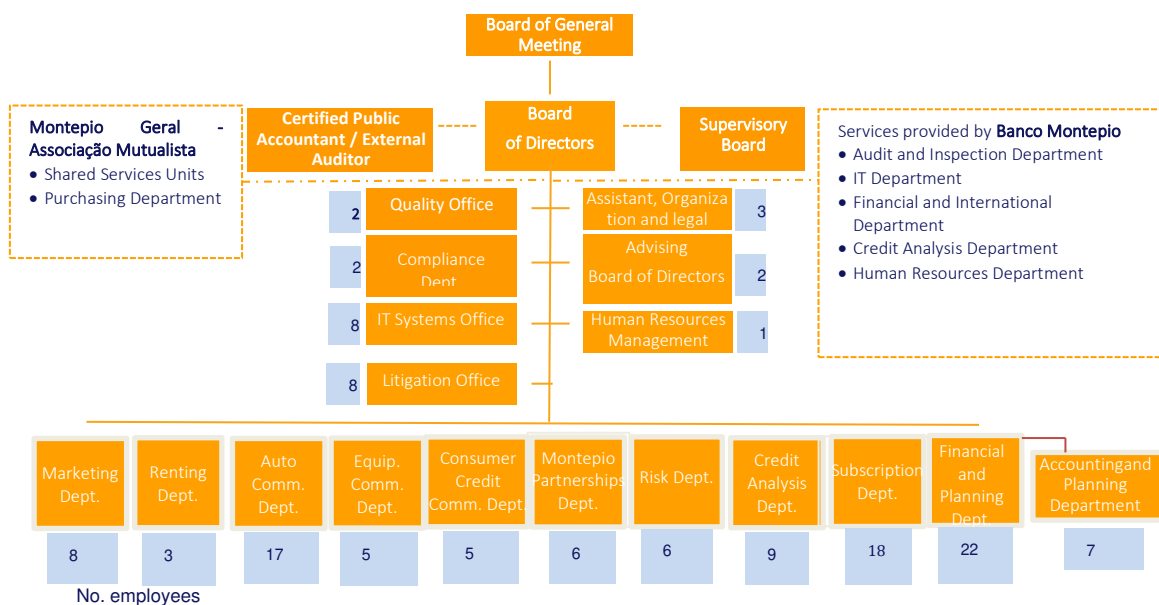 Board of General
Meeting
Montepio Geral -
Associação Mutualista
• Shared Services Units
• Purchasing Department
Certified Public
Accountant / External
Auditor
Board
of Directors
Supervisory
Board
Services provided by Banco Montepio
• Audit and Inspection Department
• IT Department
• Financial and International
Department
• Credit Analysis Department
• Human Resources Department
2
Quality Office
Assistant, Organiza
tion and legal
3
2
Compliance
Dept.
Advising
Board of Directors
2
8
IT Systems Office
Human Resources
Management
1
8
Litigation Office
Marketing
Dept.
Renting
Dept.
Auto
Comm.
Dept.
Equip.
Comm.
Dept.
Consumer
Credit
Comm. Dept.
Montepio
Partnerships
Dept.
Risk Dept.
Credit
Analysis
Dept.
Subscription
Dept.
Financial
and
Planning
Dept.
Accountingand
Planning
Department
8
3
17
5
5
6
6
9
18
22
7
No. employees